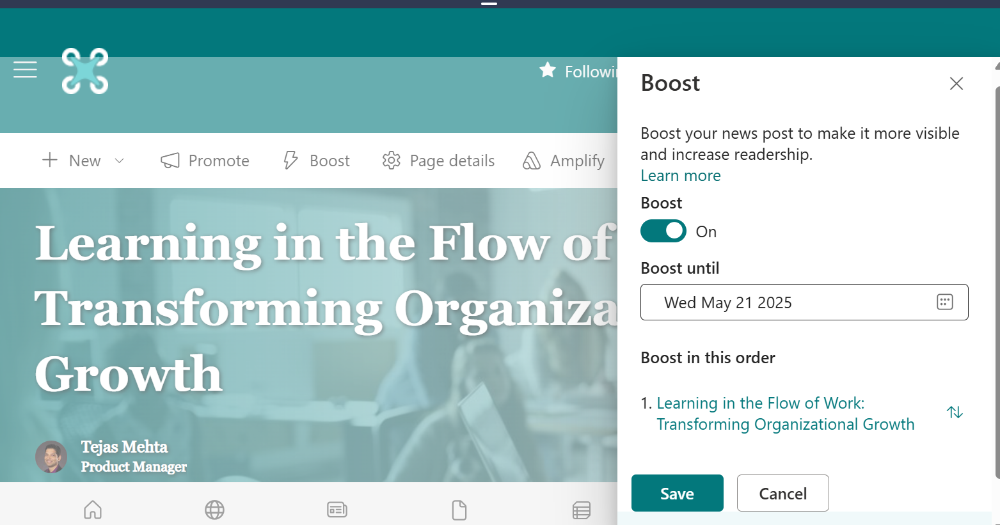 Following
New
Promote
Boost
Page details
Amplify
Learning in the Flow of
Transforming Organiza
Growth
Tejas Mehta
Product Manager
Boost
Boost your news post to make it more visible
and increase readership.
Learn more
Boost
On
Boost until
Wed May 21 2025
Boost in this order
1. Learning in the Flow of Work:
Transforming Organizational Growth
Save
Cancel